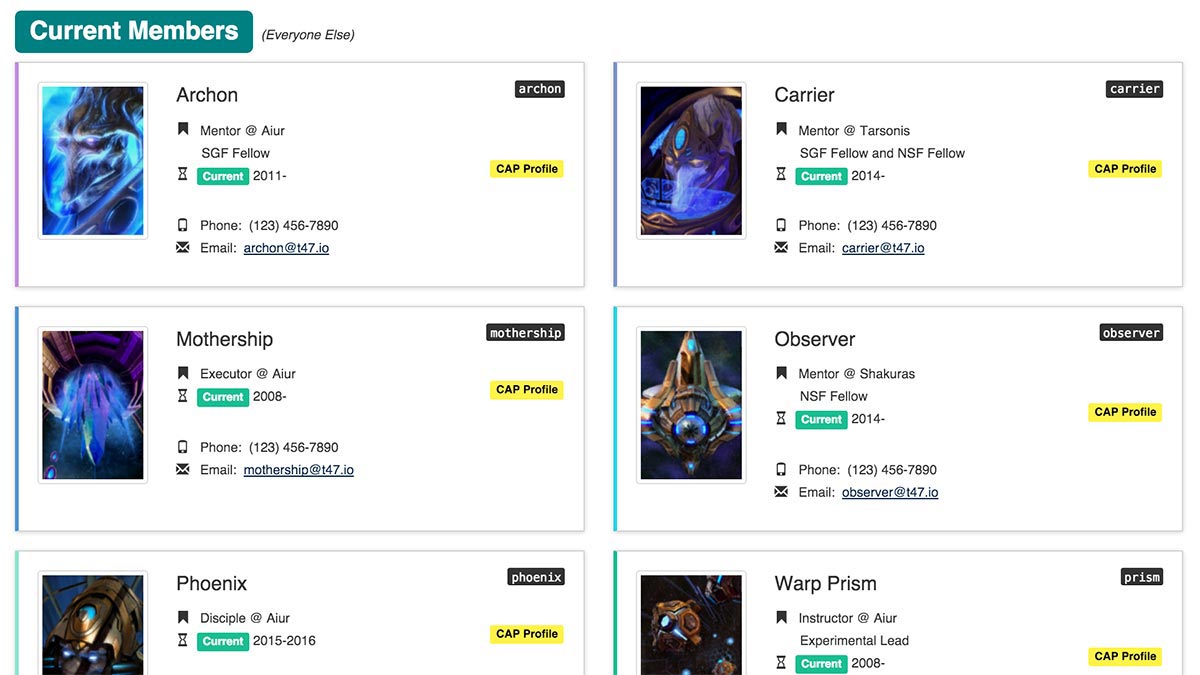 Current Members (Everyone Else)
Archon archon
Mentor @ Aiur
SGF Fellow
CAP Profile
Current 2011-
Phone: (123) 456-7890
Email: archon@t47.io
Carrier carrier
Mentor @ Tarsonis
SGF Fellow and NSF Fellow
CAP Profile
Current 2014-
Phone: (123) 456-7890
Email: carrier@t47.io
Mothership mothership
Executor @ Aiur
CAP Profile
Current 2008-
Phone: (123) 456-7890
Email: mothership@t47.io
Observer observer
Mentor @ Shakuras
NSF Fellow
CAP Profile
Current 2014-
Phone: (123) 456-7890
Email: observer@t47.io
Phoenix phoenix
Disciple @ Aiur
CAP Profile
Current 2015-2016
Warp Prism prism
Instructor @ Aiur
Experimental Lead
CAP Profile
Current 2008-